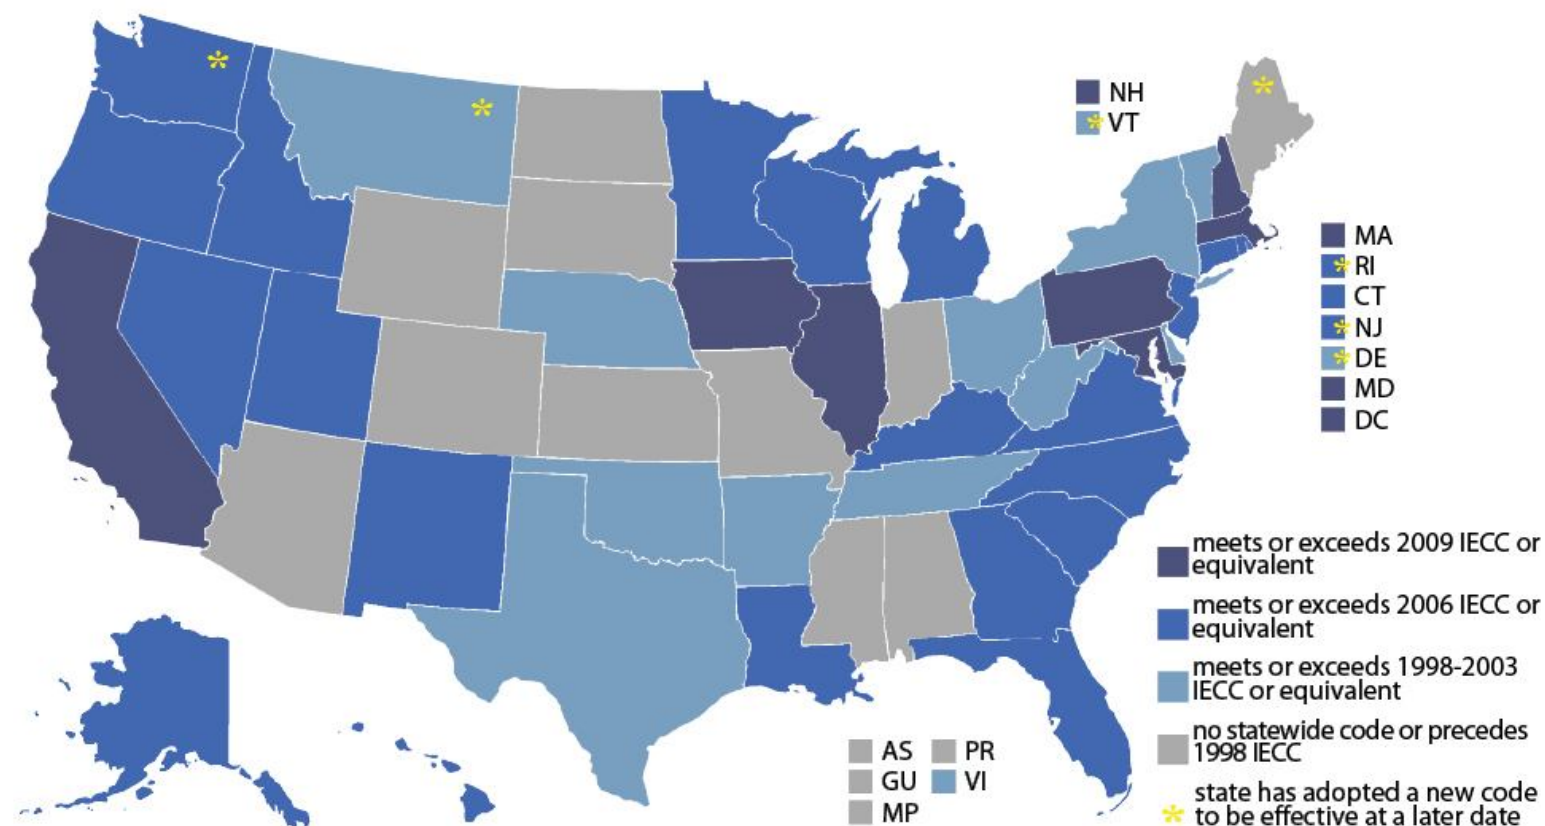 NH
* VT
MA
* RI
CT
* NJ
* DE
MD
DC
meets or exceeds 2009 IECC or
equivalent
meets or exceeds 2006 IECC or
equivalent
meets or exceeds 1998-2003
IECC or equivalent
no statewide code or precedes
1998 IECC
* state has adopted a new code
to be effective at a later date
AS PR
GU VI
MP